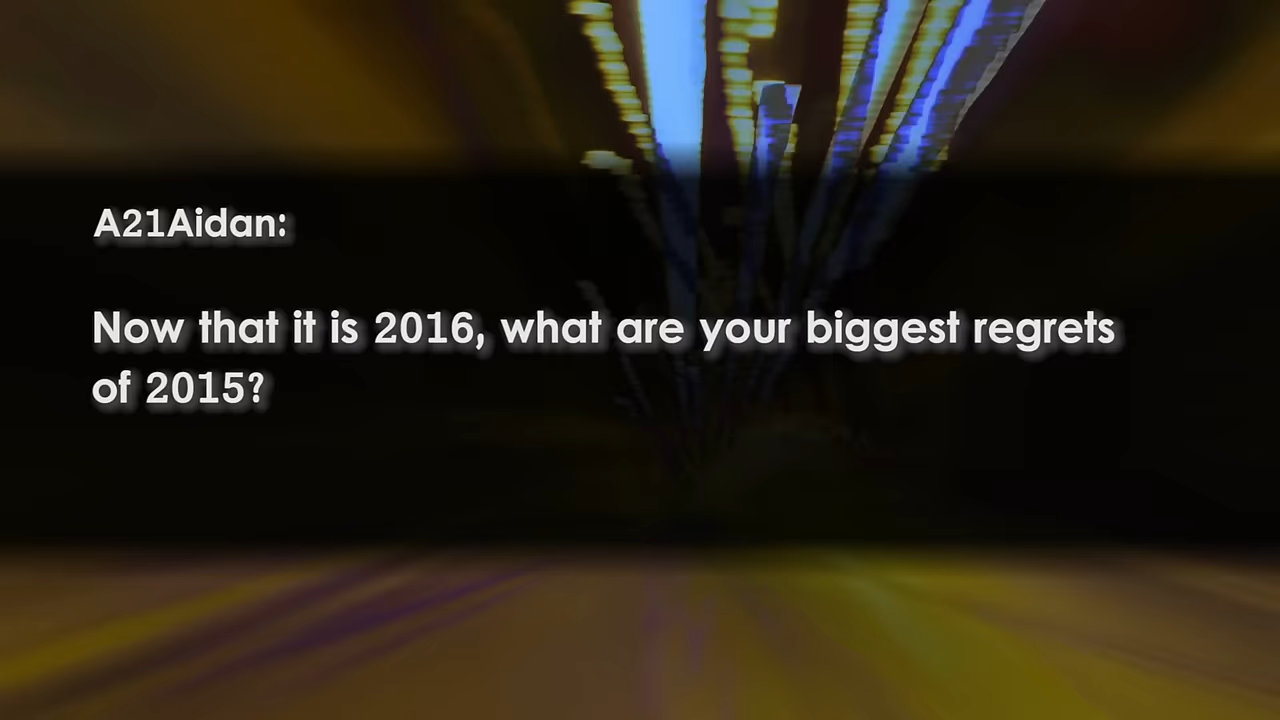 A21Aidan:
Now that it is 2016, what are your biggest regrets
of 2015?